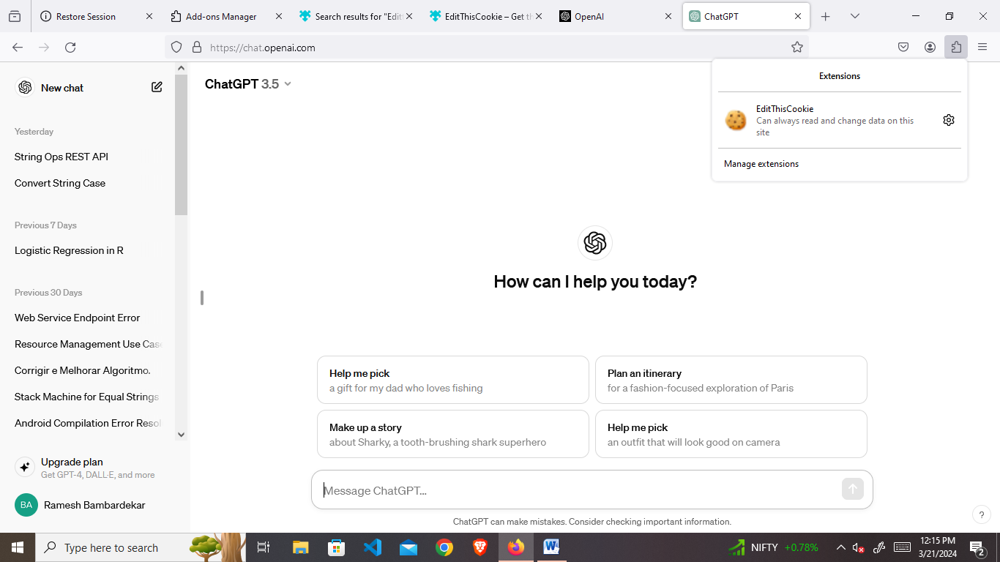 Restore Session
Add-ons Manager
Search results for "Edit
EditThisCookie – Get th
OpenAI
ChatGPT
https://chat.openai.com
Extensions
EditThisCookie
Can always read and change data on this
site
Manage extensions
New chat
Yesterday
String Ops REST API
Convert String Case
Previous 7 Days
Logistic Regression in R
Previous 30 Days
Web Service Endpoint Error
Resource Management Use Case
Corrigir e Melhorar Algoritmo.
Stack Machine for Equal Strings
Android Compilation Error Resol
Upgrade plan
Get GPT-4, DALL·E, and more
BA
Ramesh Bambardekar
ChatGPT 3.5
How can I help you today?
Help me pick
a gift for my dad who loves fishing
Plan an itinerary
for a fashion-focused exploration of Paris
Make up a story
about Sharky, a tooth-brushing shark superhero
Help me pick
an outfit that will look good on camera
Message ChatGPT...
ChatGPT can make mistakes. Consider checking important information.
?
Type here to search
W
NIFTY +0.78%
12:15 PM
3/21/2024
2